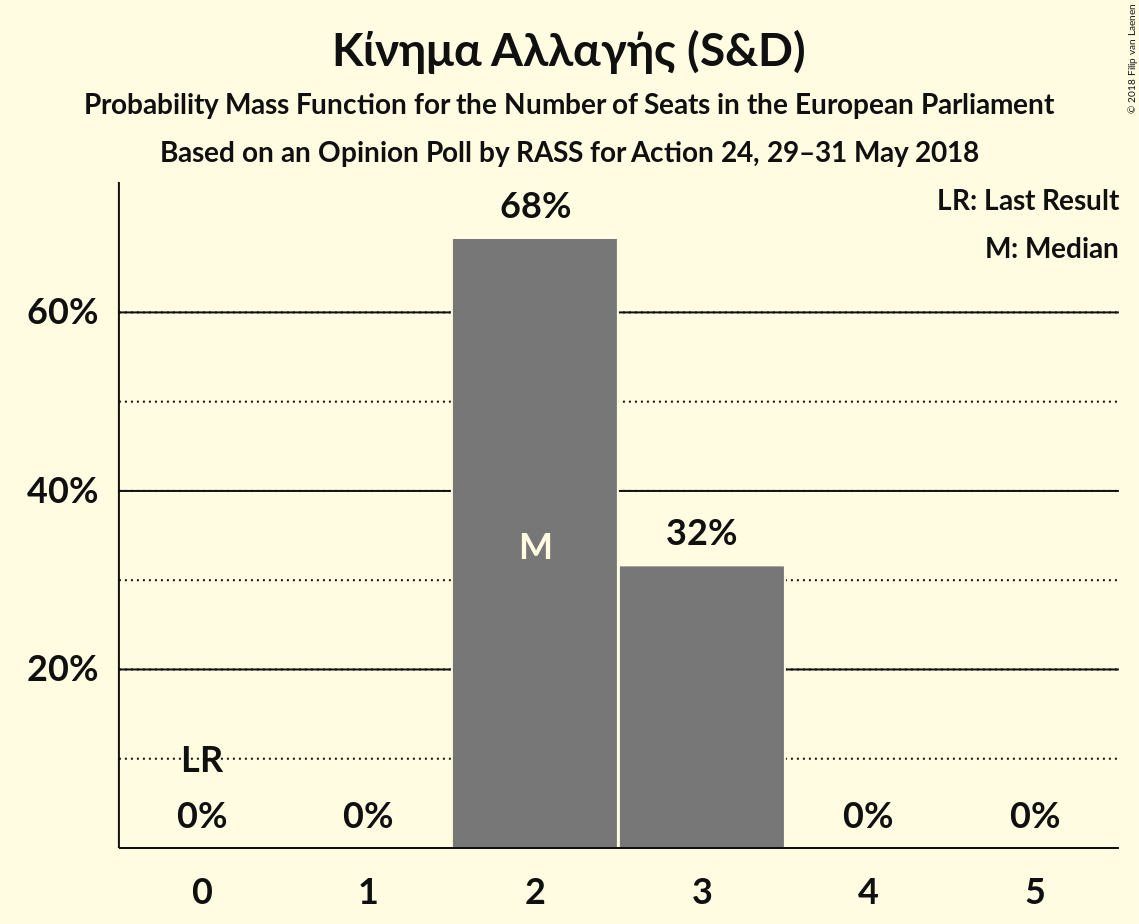 Κίνημα Αλλαγής (S&D)
Probability Mass Function for the Number of Seats in the European Parliament
Based on an Opinion Poll by RASS for Action 24, 29–31 May 2018
© 2018 Filip van Laenen
LR: Last Result
M: Median
68%
60%
40%
32%
M
20%
LR
0% 0% 0% 0%
0 1 2 3 4 5